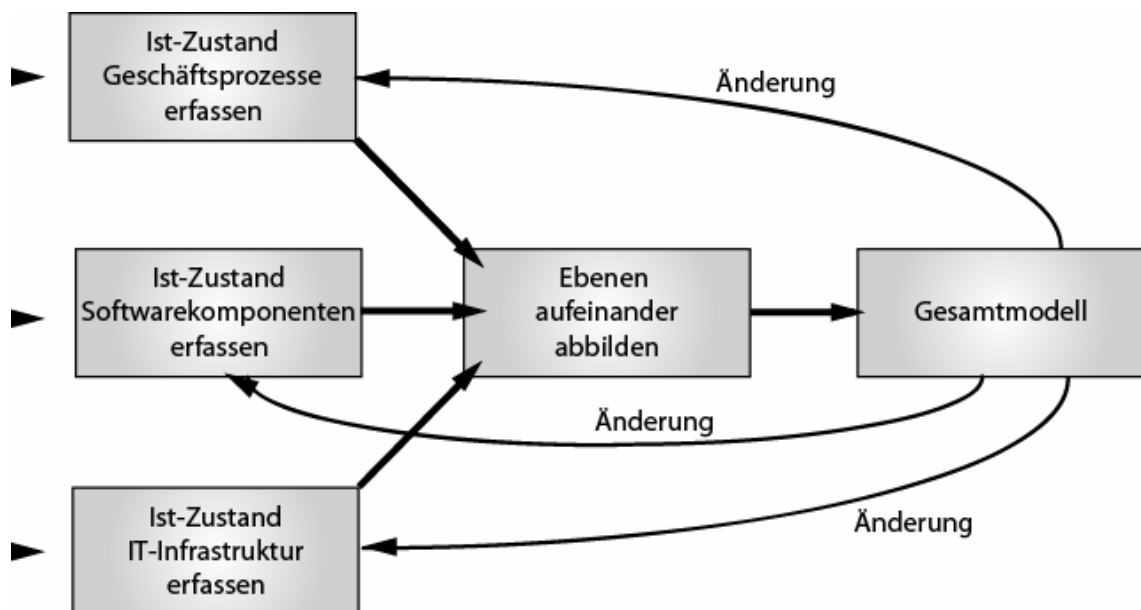 Ist-Zustand
Geschäftsprozesse
erfassen
Änderung
Ist-Zustand
Softwarekomponenten
erfassen
Ebenen
aufeinander
abbilden
Gesamtmodell
Änderung
Ist-Zustand
IT-Infrastruktur
erfassen
Änderung